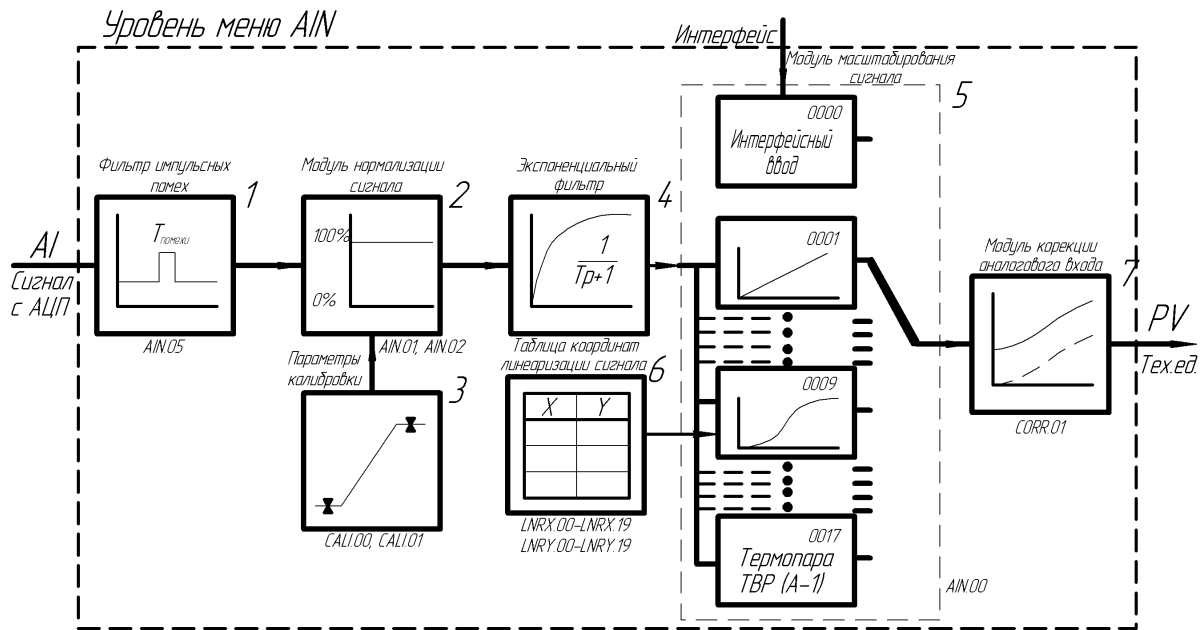 Уровень меню AIN
Интерфейс
Модуль масштабирования
сигнала
5
0000
Интерфейсный
ввод
Фильтр импульсных
помех
1
Tпомехи
AIN.05
AI
Сигнал
с АЦП
Модуль нормализации
сигнала
2
100%
0%
AIN.01, AIN.02
Параметры
калибровки
3
CALI.00, CALI.01
Экспоненциальный
фильтр
4
1
Tp+1
Таблица координат
линеаризации сигнала
6
X Y
LNRX.00-LNRX.19
LNRY.00-LNRY.19
0001
0009
0017
Термопара
ТВР (А-1)
AIN.00
Модуль корекции
аналогового входа
7
CORR.01
PV
Тех.ед.